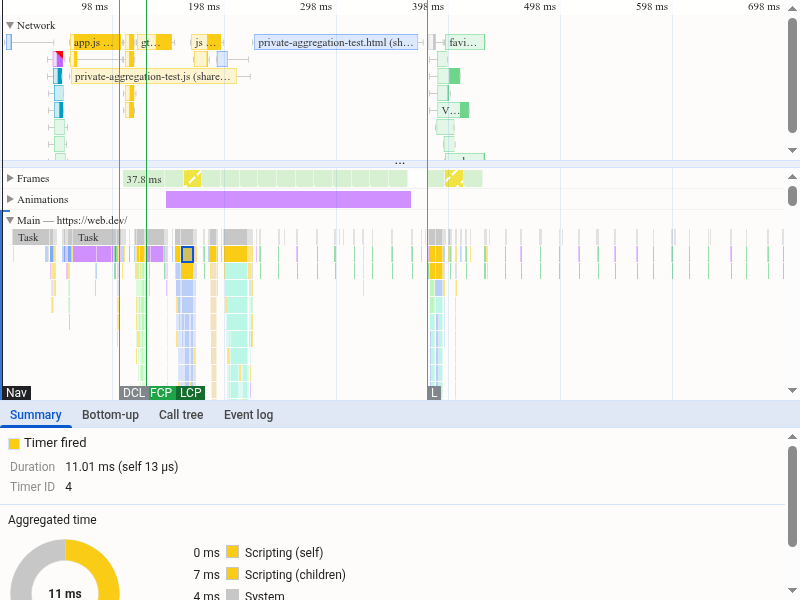 98 ms 198 ms 298 ms 398 ms 498 ms 598 ms 698 ms
Network
app.js ... gt... js ... private-aggregation-test.html (sh... favi...
private-aggregation-test.js (share...
V...
...
Frames 37.8 ms
Animations
Main — https://web.dev/
Task Task
Nav DCL FCP LCP L
Summary Bottom-up Call tree Event log
Timer fired
Duration 11.01 ms (self 13 µs)
Timer ID 4
Aggregated time
0 ms Scripting (self)
7 ms Scripting (children)
11 ms 4 ms System